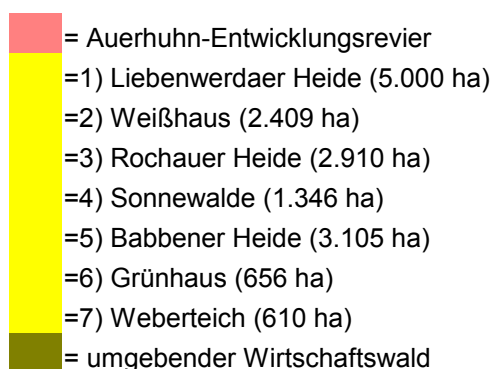 = Auerhuhn-Entwicklungsrevier
=1) Liebenwerdaer Heide (5.000 ha)
=2) Weißhaus (2.409 ha)
=3) Rochauer Heide (2.910 ha)
=4) Sonnewalde (1.346 ha)
=5) Babbener Heide (3.105 ha)
=6) Grünhaus (656 ha)
=7) Weberteich (610 ha)
= umgebender Wirtschaftswald